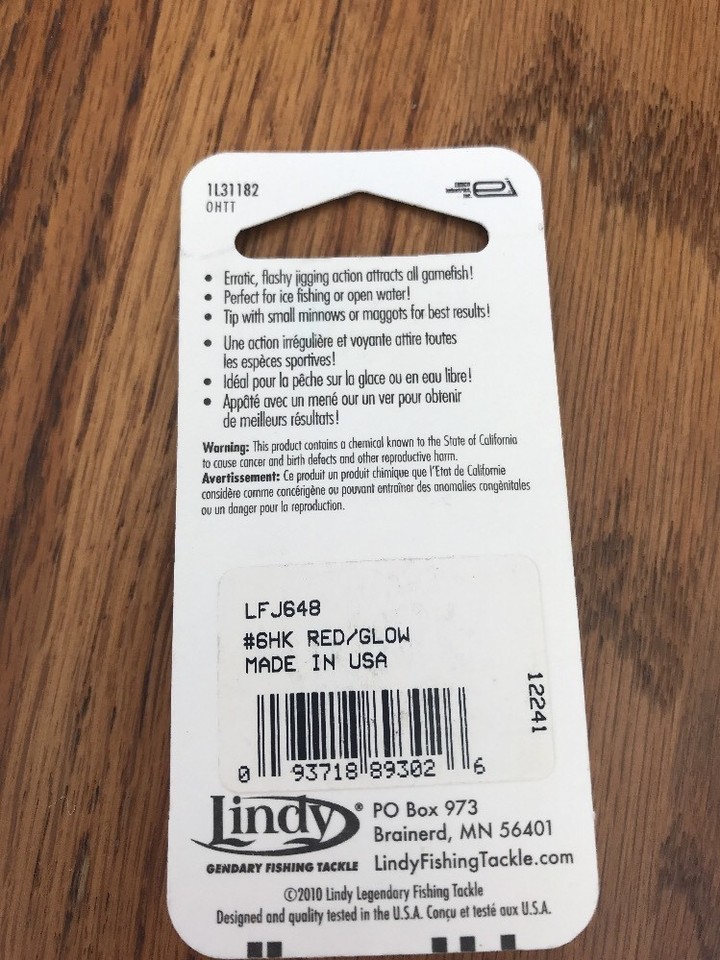 1L31182
OHTT
ei
• Erratic, flashy jigging action attracts all gamefish!
• Perfect for ice fishing or open water!
• Tip with small minnows or maggots for best results!
• Une action irrégulière et voyante attire toutes
les espèces sportives!
• Idéal pour la pêche sur la glace ou en eau libre!
• Appâté avec un mené our un ver pour obtenir
de meilleurs résultats!
Warning: This product contains a chemical known to the State of California
to cause cancer and birth defects and other reproductive harm.
Avertissement: Ce produit un produit chimique que l'Etat de Californie
considère comme concérigène ou pouvant entraîner des anomalies congénitales
ou un danger pour la reproduction.
LFJ648
#6HK RED/GLOW
MADE IN USA
12241
0 93718 89302 6
Lindy®
GENDARY FISHING TACKLE
PO Box 973
Brainerd, MN 56401
LindyFishingTackle.com
©2010 Lindy Legendary Fishing Tackle
Designed and quality tested in the U.S.A. Conçu et testé aux U.S.A.